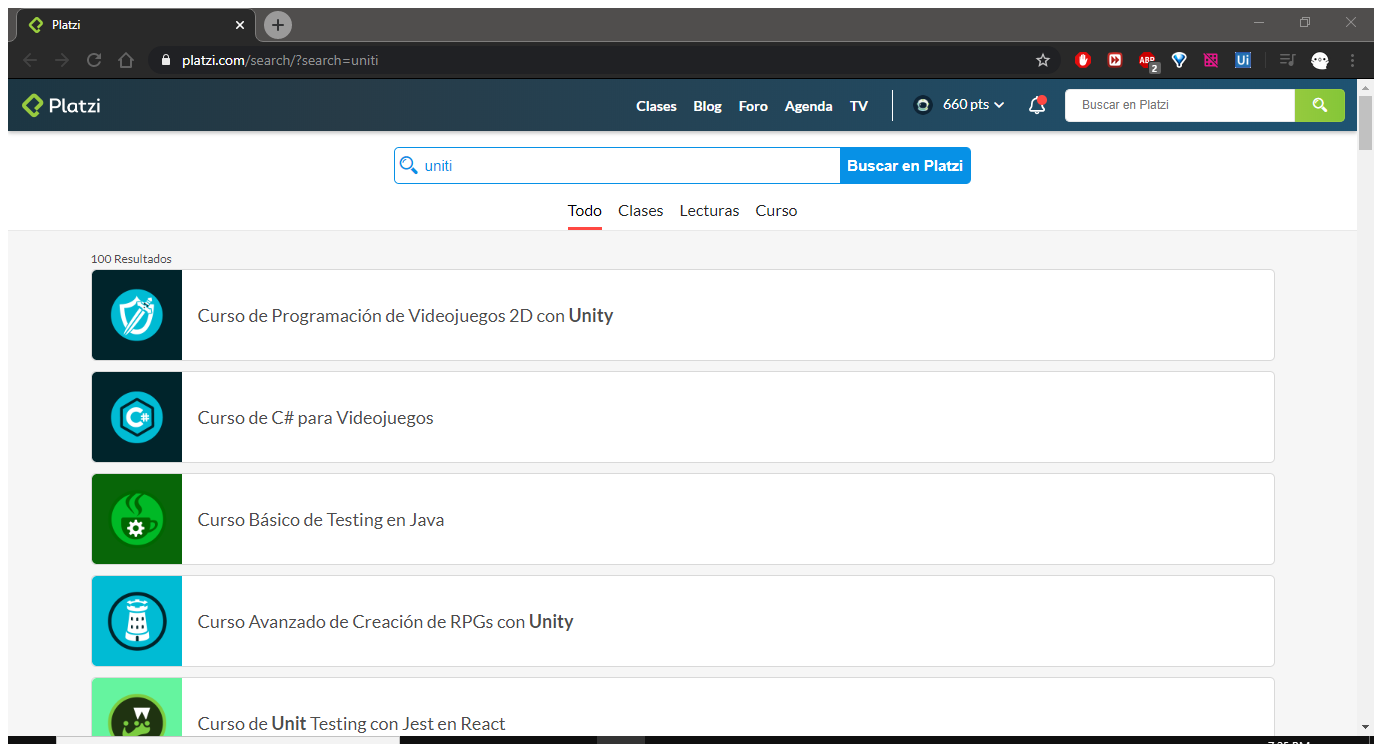 Platzi
platzi.com/search/?search=uniti
ABP 2 Ui
Platzi Clases Blog Foro Agenda TV 660 pts Buscar en Platzi
uniti Buscar en Platzi
Todo Clases Lecturas Curso
100 Resultados
Curso de Programación de Videojuegos 2D con Unity
C#
Curso de C# para Videojuegos
Curso Básico de Testing en Java
Curso Avanzado de Creación de RPGs con Unity
Curso de Unit Testing con Jest en React